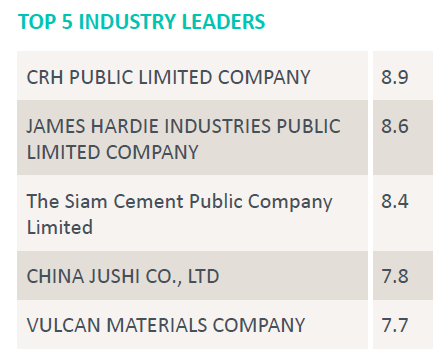 TOP 5 INDUSTRY LEADERS
CRH PUBLIC LIMITED COMPANY 8.9
JAMES HARDIE INDUSTRIES PUBLIC 8.6
LIMITED COMPANY
The Siam Cement Public Company 8.4
Limited
CHINA JUSHI CO., LTD 7.8
VULCAN MATERIALS COMPANY 7.7